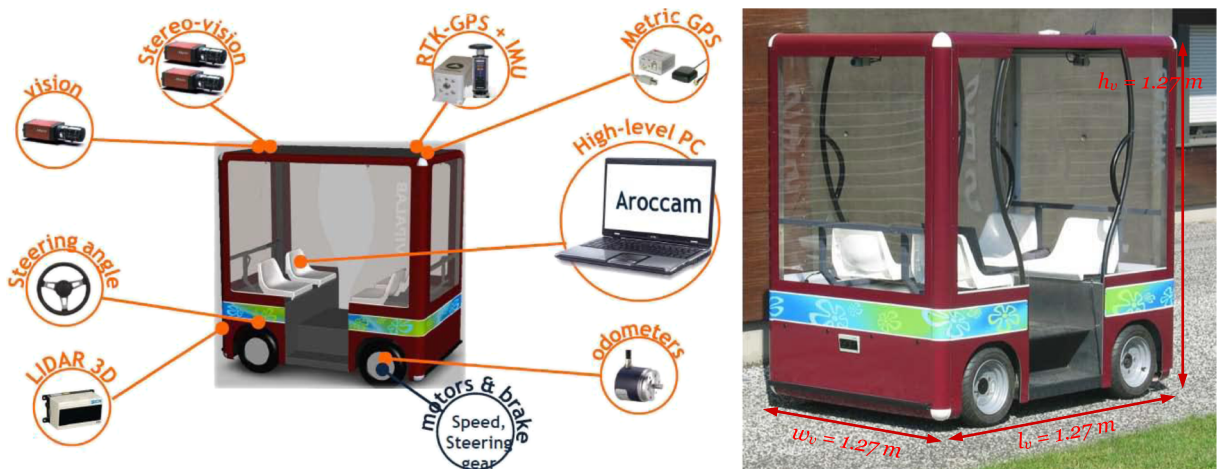 Stereo-vision
RTK-GPS + IMU
Metric GPS
vision
High-level PC
Aroccam
Steering angle
LIDAR 3D
odometers
motors & brake
Speed,
Steering
gear
VIPALAB
h_v = 1.27 m
w_v = 1.27 m
l_v = 1.27 m